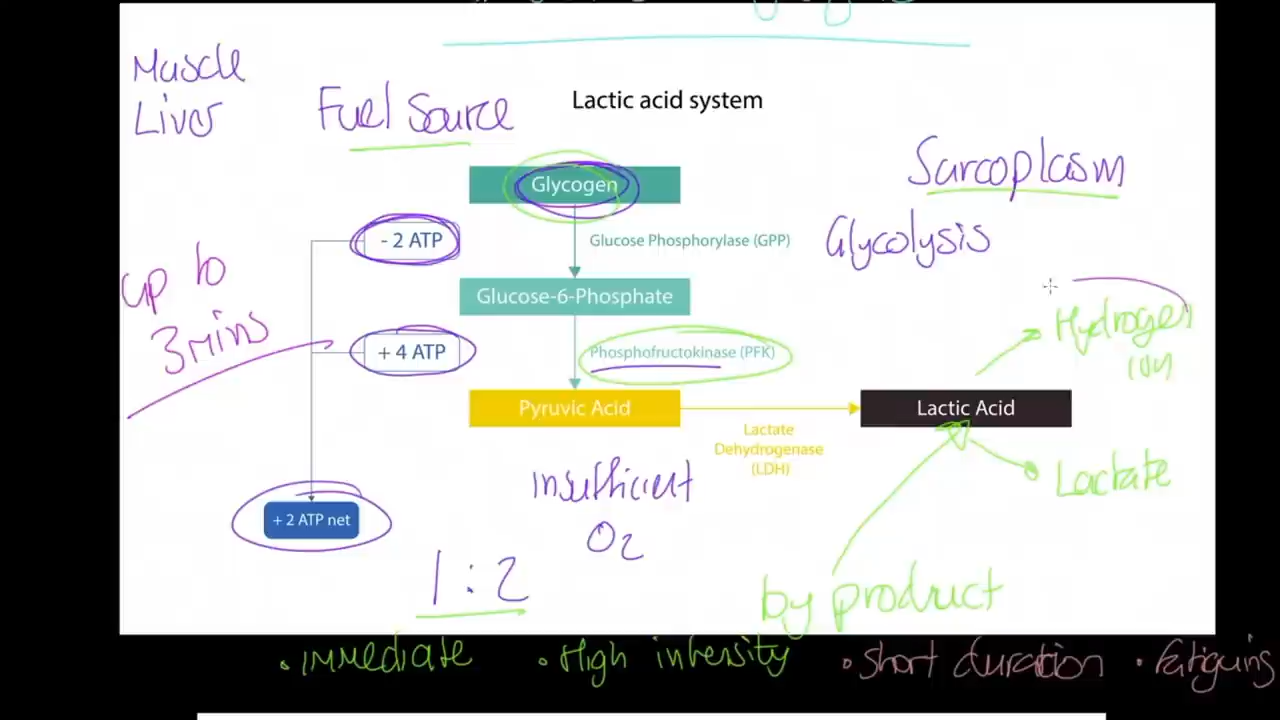 Muscle
Liver
Fuel Source
Lactic acid system
Sarcoplasm
Glycogen
Glycolysis
- 2 ATP
Glucose Phosphorylase (GPP)
up to
3mins
Glucose-6-Phosphate
Hydrogen
ion
+ 4 ATP
Phosphofructokinase (PFK)
Pyruvic Acid
Lactic Acid
Lactate
Dehydrogenase
(LDH)
Lactate
insufficient
O2
+ 2 ATP net
1 : 2
by product
• immediate
• High intensity
• short duration
• fatiguing